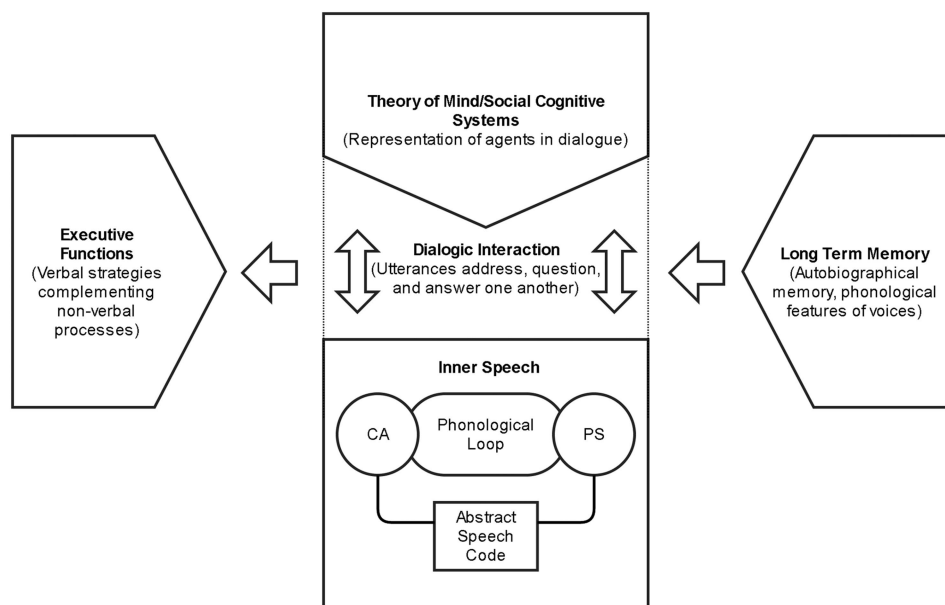 Theory of Mind/Social Cognitive
Systems
(Representation of agents in dialogue)
Executive
Functions
(Verbal strategies
complementing
non-verbal
processes)
Dialogic Interaction
(Utterances address, question,
and answer one another)
Long Term Memory
(Autobiographical
memory, phonological
features of voices)
Inner Speech
CA
Phonological
Loop
PS
Abstract
Speech
Code